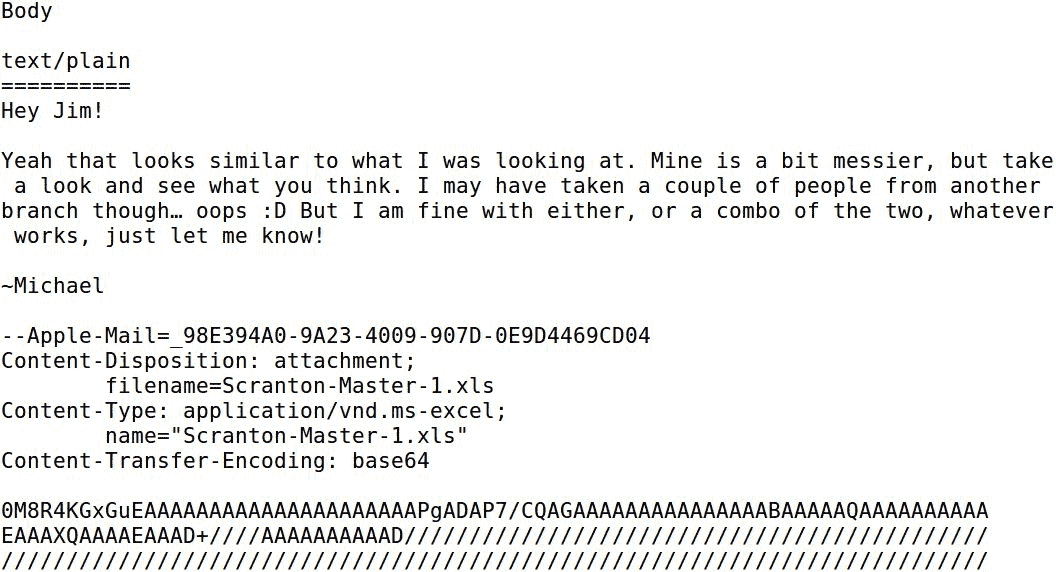 Body
text/plain
==========
Hey Jim!
Yeah that looks similar to what I was looking at. Mine is a bit messier, but take
 a look and see what you think. I may have taken a couple of people from another
branch though… oops :D But I am fine with either, or a combo of the two, whatever
 works, just let me know!
~Michael
--Apple-Mail=_98E394A0-9A23-4009-907D-0E9D4469CD04
Content-Disposition: attachment;
        filename=Scranton-Master-1.xls
Content-Type: application/vnd.ms-excel;
        name="Scranton-Master-1.xls"
Content-Transfer-Encoding: base64
0M8R4KGxGuEAAAAAAAAAAAAAAAAAAAAAPgADAP7/CQAGAAAAAAAAAAAAAAABAAAAAQAAAAAAAAAA
EAAAXQAAAAEAAAD+////AAAAAAAAAAD/////////////////////////////////////////////
////////////////////////////////////////////////////////////////////////////